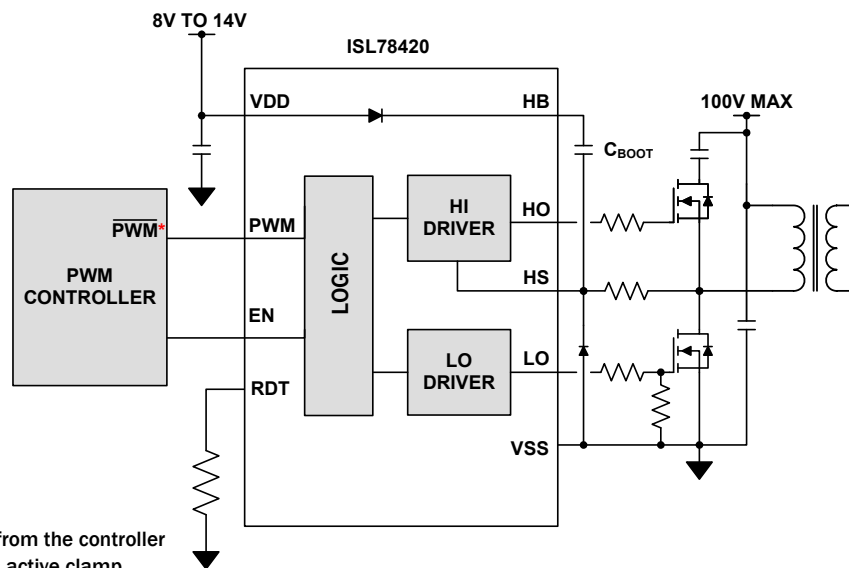 8V TO 14V
ISL78420
VDD
HB
100V MAX
CBOOT
PWM*
PWM
CONTROLLER
PWM
EN
RDT
LOGIC
HI
DRIVER
HO
HS
LO
DRIVER
LO
VSS
from the controller
active clamp